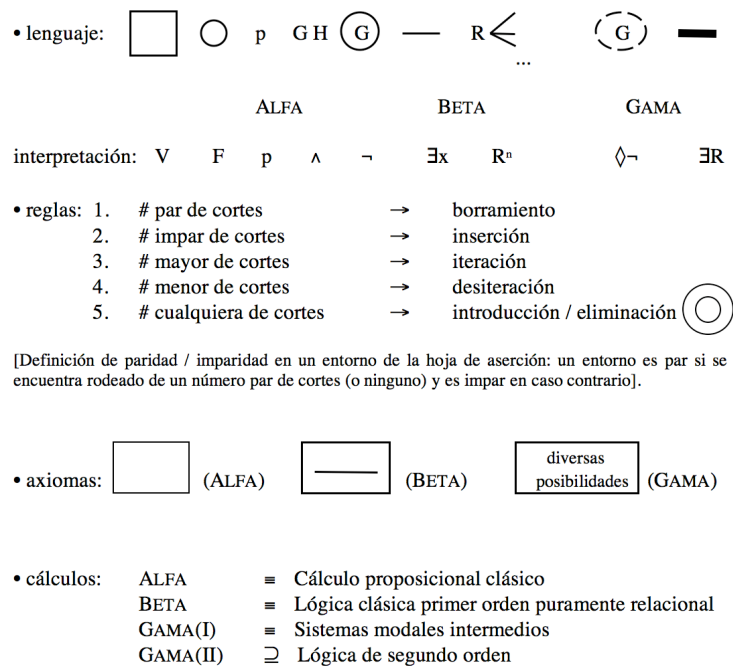 • lenguaje: p G H G — R ...
ALFA BETA GAMA
interpretación: V F p ∧ ¬ ∃x Rⁿ ◊¬ ∃R
• reglas: 1. # par de cortes → borramiento
2. # impar de cortes → inserción
3. # mayor de cortes → iteración
4. # menor de cortes → desiteración
5. # cualquiera de cortes → introducción / eliminación
[Definición de paridad / imparidad en un entorno de la hoja de aserción: un entorno es par si se
encuentra rodeado de un número par de cortes (o ninguno) y es impar en caso contrario].
diversas
• axiomas: (ALFA) (BETA) posibilidades (GAMA)
• cálculos: ALFA ≡ Cálculo proposicional clásico
BETA ≡ Lógica clásica primer orden puramente relacional
GAMA(I) ≡ Sistemas modales intermedios
GAMA(II) ⊇ Lógica de segundo orden